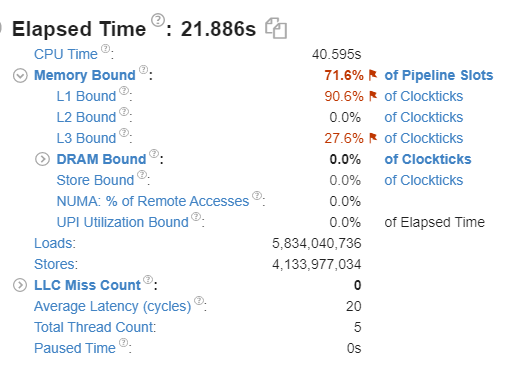 Elapsed Time ?: 21.886s
CPU Time ?: 40.595s
Memory Bound ?: 71.6% of Pipeline Slots
L1 Bound ?: 90.6% of Clockticks
L2 Bound ?: 0.0% of Clockticks
L3 Bound ?: 27.6% of Clockticks
DRAM Bound ?: 0.0% of Clockticks
Store Bound ?: 0.0% of Clockticks
NUMA: % of Remote Accesses ?: 0.0%
UPI Utilization Bound ?: 0.0% of Elapsed Time
Loads: 5,834,040,736
Stores: 4,133,977,034
LLC Miss Count ?: 0
Average Latency (cycles) ?: 20
Total Thread Count: 5
Paused Time ?: 0s